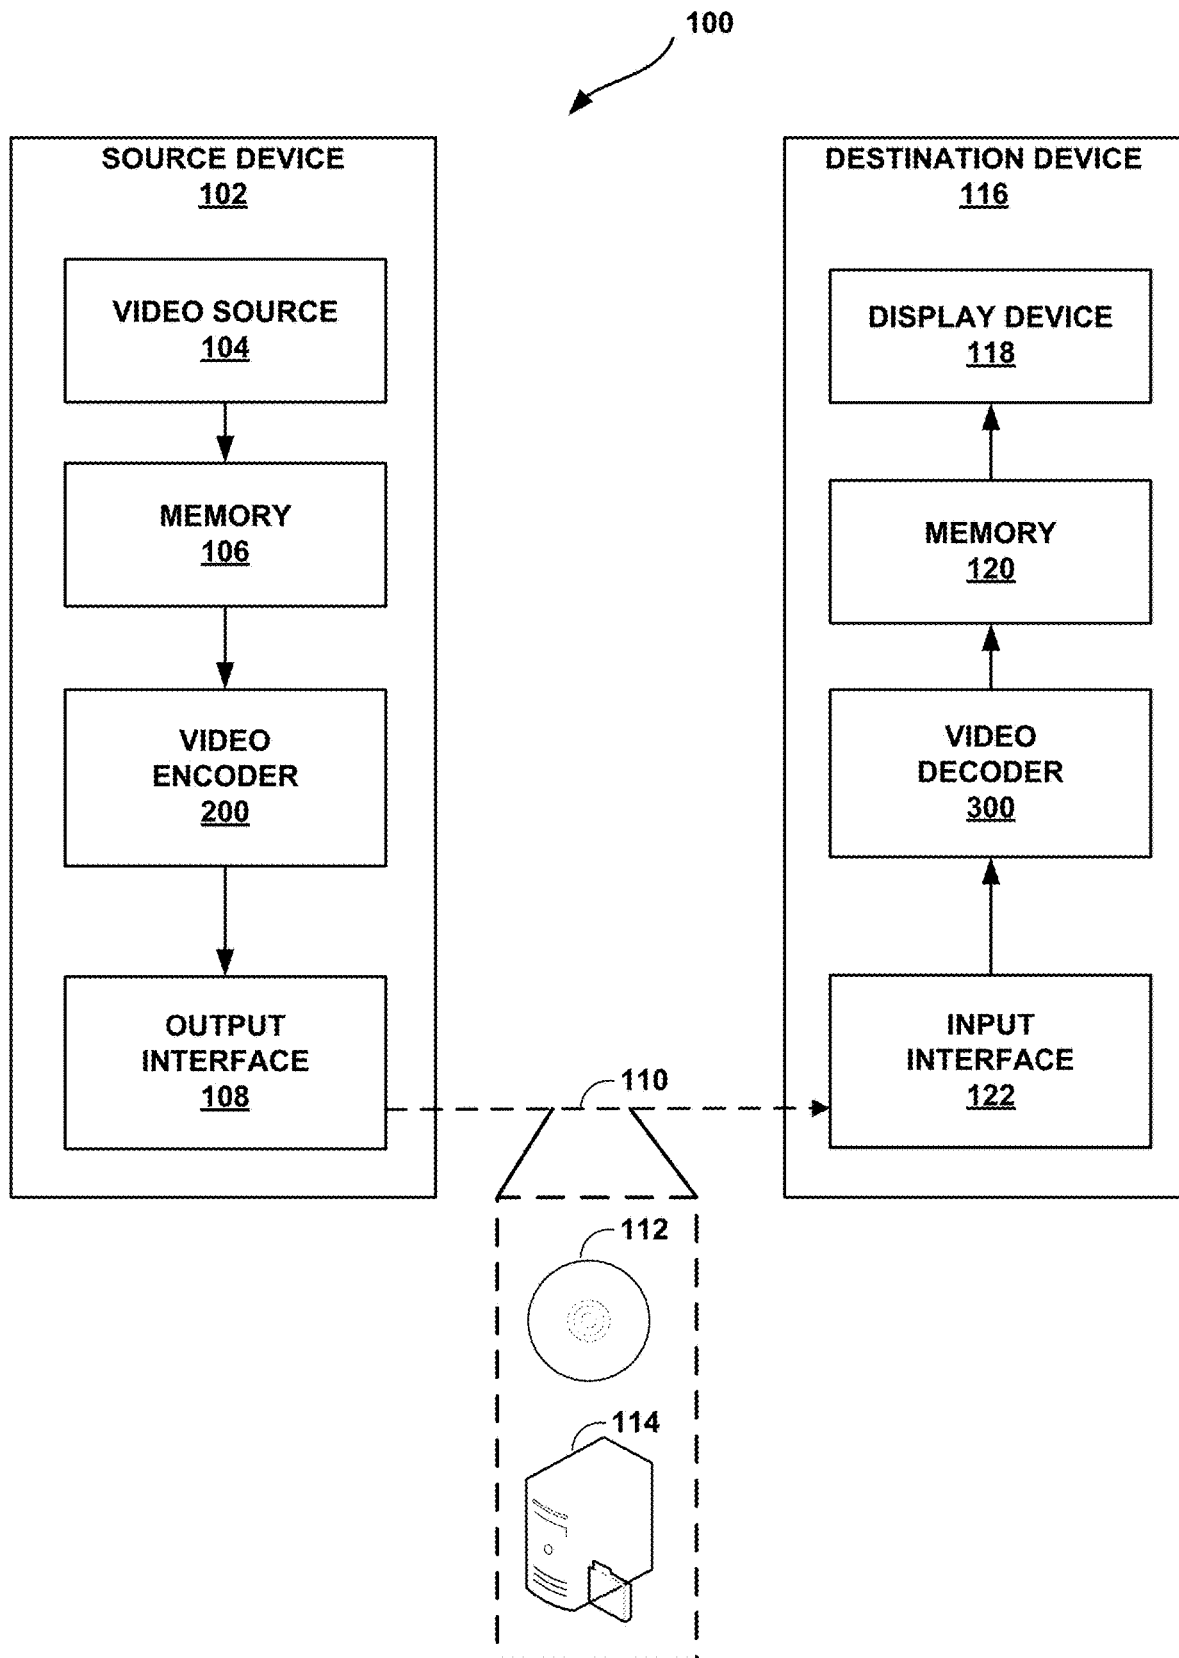 100
SOURCE DEVICE
102
VIDEO SOURCE
104
MEMORY
106
VIDEO
ENCODER
200
OUTPUT
INTERFACE
108
110
112
114
DESTINATION DEVICE
116
DISPLAY DEVICE
118
MEMORY
120
VIDEO
DECODER
300
INPUT
INTERFACE
122